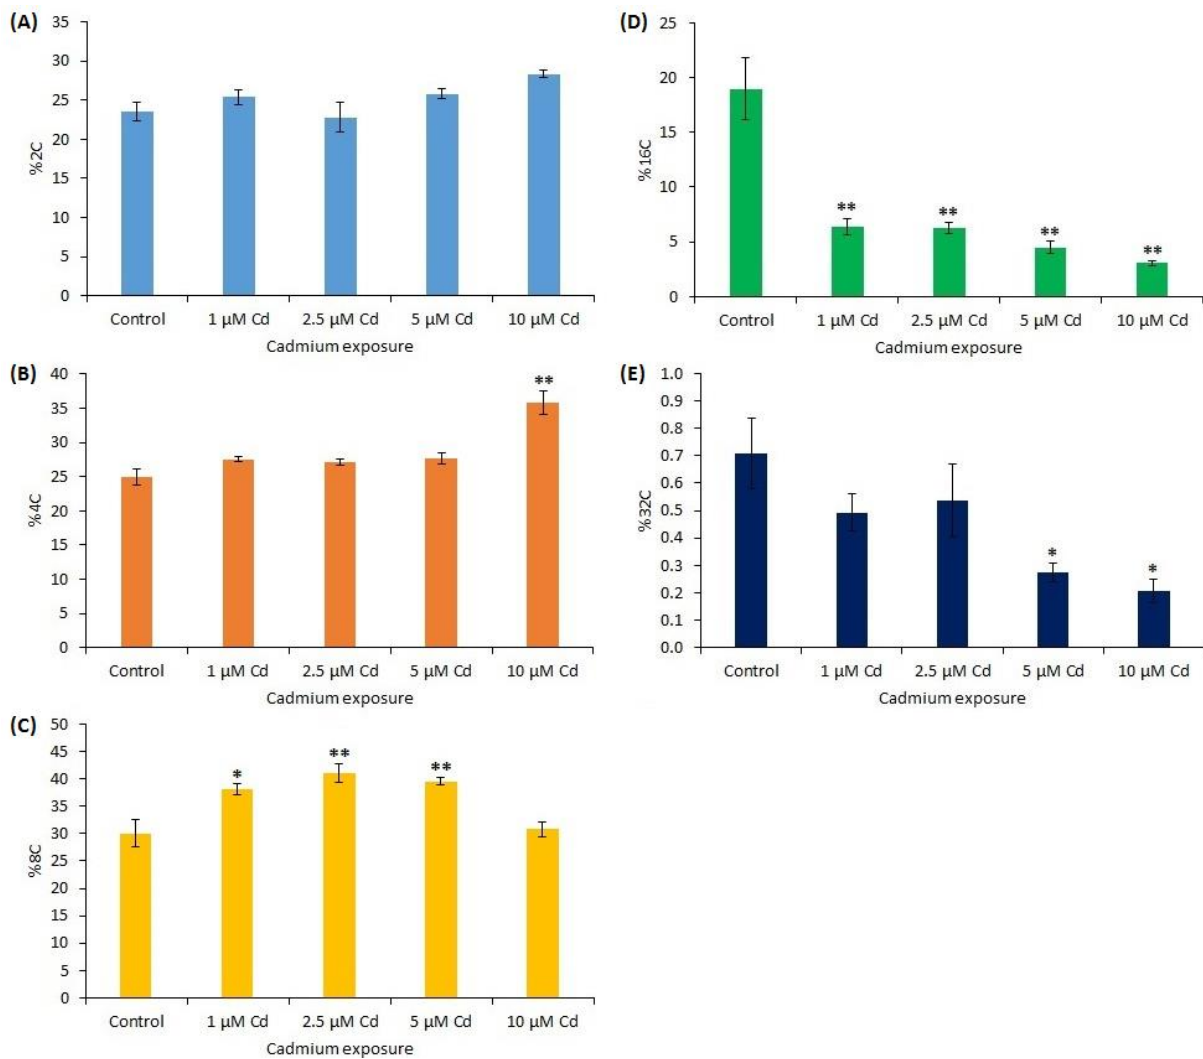 (A)
35
30
25
20
15
10
5
0
%2C
Control 1 µM Cd 2.5 µM Cd 5 µM Cd 10 µM Cd
Cadmium exposure
(B)
40
35
30
25
20
15
10
5
0
%4C
**
Control 1 µM Cd 2.5 µM Cd 5 µM Cd 10 µM Cd
Cadmium exposure
(C)
50
45
40
35
30
25
20
15
10
5
0
%8C
* ** **
Control 1 µM Cd 2.5 µM Cd 5 µM Cd 10 µM Cd
Cadmium exposure
(D)
25
20
15
10
5
0
%16C
** ** ** **
Control 1 µM Cd 2.5 µM Cd 5 µM Cd 10 µM Cd
Cadmium exposure
(E)
1.0
0.9
0.8
0.7
0.6
0.5
0.4
0.3
0.2
0.1
0.0
%32C
* *
Control 1 µM Cd 2.5 µM Cd 5 µM Cd 10 µM Cd
Cadmium exposure